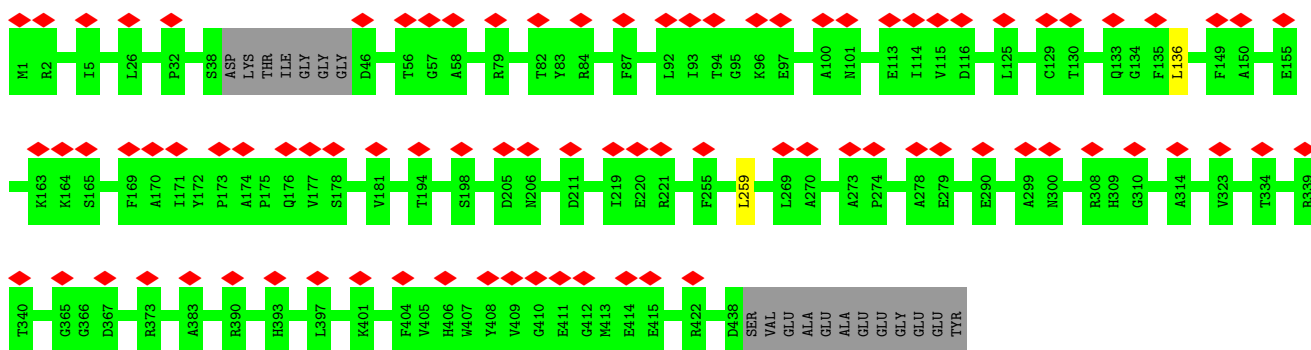 M1 R2 I5 L26 P32 S38 ASP LYS THR ILE GLY GLY GLY D46 T56 G57 A58 R79 T82 Y83 R84 F87 L92 I93 T94 G95 K96 E97 A100 N101 E113 I114 V115 D116 L125 C129 T130 Q133 G134 F135 L136 F149 A150 E155
K163 K164 S165 F169 A170 I171 Y172 P173 A174 P175 Q176 V177 S178 V181 T194 S198 D205 N206 D211 I219 E220 R221 F255 L259 L269 A270 A273 P274 A278 E279 E290 A299 N300 R308 H309 G310 A314 V323 T334 R339
T340 G365 G366 D367 R373 A383 R390 H393 L397 K401 F404 V405 H406 W407 Y408 V409 G410 E411 G412 M413 E414 E415 R422 D438 SER VAL GLU ALA GLU ALA GLU GLU GLY GLU GLU TYR